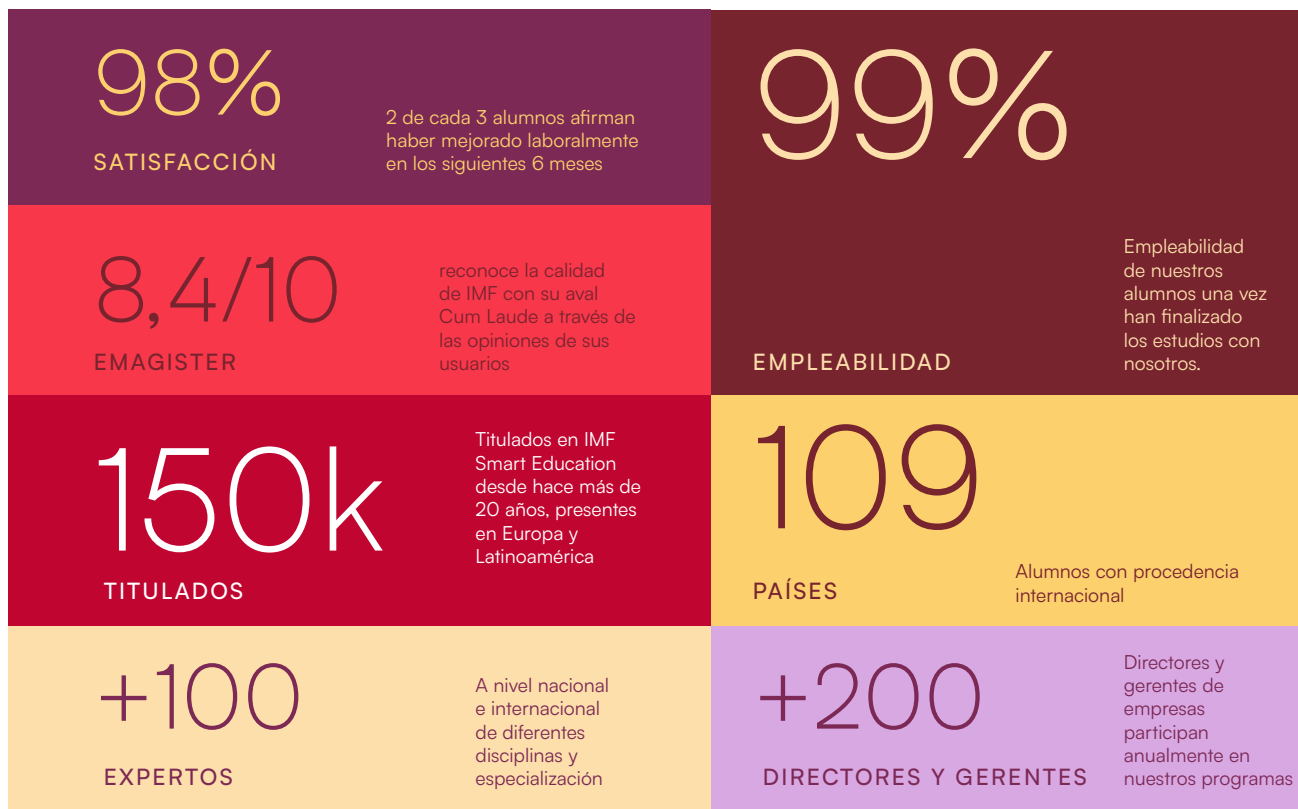 98%
SATISFACCIÓN
2 de cada 3 alumnos afirman
haber mejorado laboralmente
en los siguientes 6 meses
99%
EMPLEABILIDAD
Empleabilidad
de nuestros
alumnos una vez
han finalizado
los estudios con
nosotros.
8,4/10
EMAGISTER
reconoce la calidad
de IMF con su aval
Cum Laude a través de
las opiniones de sus
usuarios
150k
TITULADOS
Titulados en IMF
Smart Education
desde hace más de
20 años, presentes
en Europa y
Latinoamérica
109
PAÍSES
Alumnos con procedencia
internacional
+100
EXPERTOS
A nivel nacional
e internacional
de diferentes
disciplinas y
especialización
+200
DIRECTORES Y GERENTES
Directores y
gerentes de
empresas
participan
anualmente en
nuestros programas